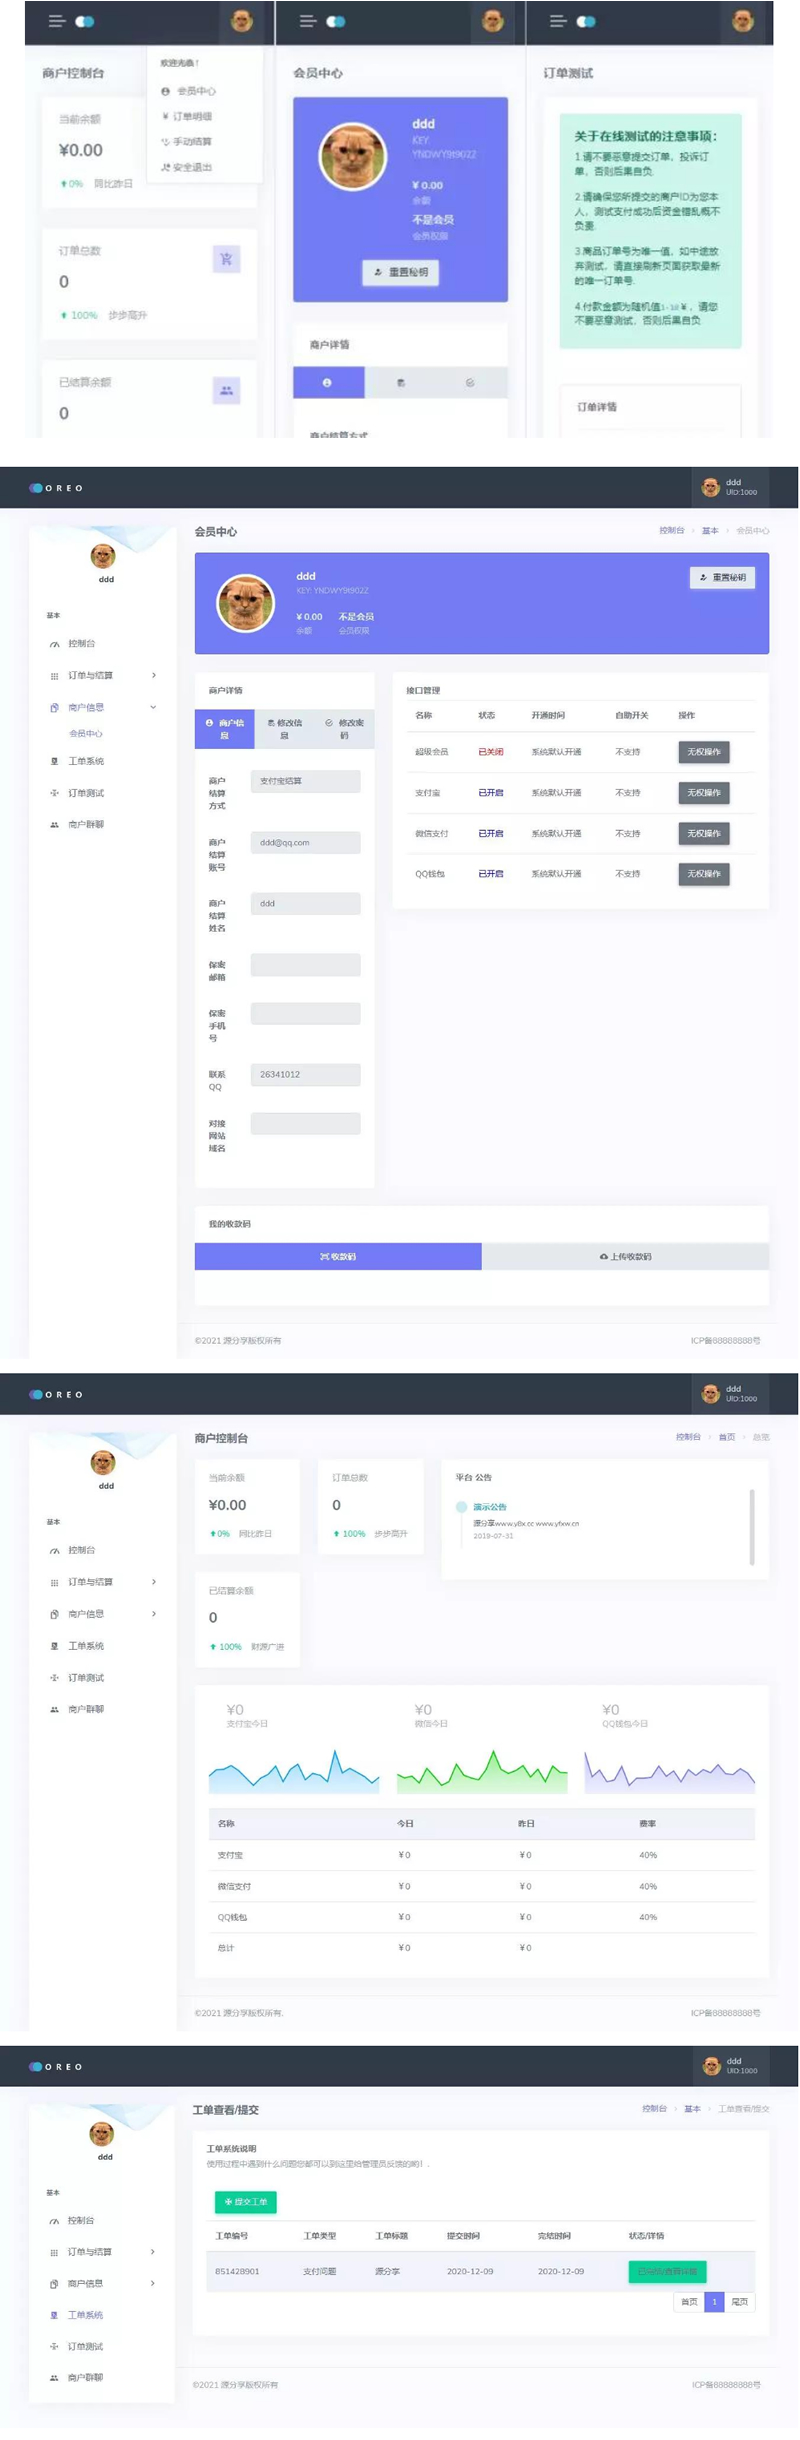 商户控制台
当前余额
¥0.00
0% 同比昨日
订单总数
0
100% 步步高升
已结算余额
0
欢迎光临！
会员中心
¥ 订单明细
手动结算
安全退出
会员中心
ddd
KEY:
YNDWY9t902Z
¥ 0.00
余额
不是会员
会员权限
重置秘钥
商户详情
商户结算方式
订单测试
关于在线测试的注意事项：
1.请不要恶意提交订单，投诉订
单，否则后果自负.
2.请确保您所提交的商户ID为您本
人，测试支付成功后资金错乱概不
负责.
3.商品订单号为唯一值，如中途放
弃测试，请直接刷新页面获取最新
的唯一订单号.
4.付款金额为随机值1-10￥，请您
不要恶意测试，否则后果自负
订单详情
OREO
ddd
UID:1000
ddd
基本
控制台
订单与结算
商户信息
会员中心
工单系统
订单测试
商户群聊
会员中心
控制台 › 基本 › 会员中心
ddd
KEY: YNDWY9t902Z
¥ 0.00 不是会员
余额 会员权限
重置秘钥
商户详情
商户信
息
修改信
息
修改密
码
商户
结算
方式
支付宝结算
商户
结算
账号
ddd@qq.com
商户
结算
姓名
ddd
保密
邮箱
保密
手机
号
联系
QQ
26341012
对接
网站
域名
接口管理
名称 状态 开通时间 自助开关 操作
超级会员 已关闭 系统默认开通 不支持 无权操作
支付宝 已开启 系统默认开通 不支持 无权操作
微信支付 已开启 系统默认开通 不支持 无权操作
QQ钱包 已开启 系统默认开通 不支持 无权操作
我的收款码
收款码
上传收款码
©2021 源分享版权所有
ICP备88888888号
OREO
ddd
UID:1000
ddd
基本
控制台
订单与结算
商户信息
工单系统
订单测试
商户群聊
商户控制台
控制台 › 首页 › 总览
当前余额
¥0.00
0% 同比昨日
订单总数
0
100% 步步高升
平台 公告
演示公告
源分享www.yfx.cc www.yfxw.cn
2019-07-31
已结算余额
0
100% 财源广进
¥0
支付宝今日
¥0
微信今日
¥0
QQ钱包今日
名称 今日 昨日 费率
支付宝 ¥ 0 ¥ 0 40%
微信支付 ¥ 0 ¥ 0 40%
QQ钱包 ¥ 0 ¥ 0 40%
总计 ¥ 0 ¥ 0
©2021 源分享版权所有.
ICP备88888888号
OREO
ddd
UID:1000
ddd
基本
控制台
订单与结算
商户信息
工单系统
订单测试
商户群聊
工单查看/提交
控制台 › 基本 › 工单查看/提交
工单系统说明
使用过程中遇到什么问题您都可以到这里给管理员反馈的哟！.
提交工单
工单编号 工单类型 工单标题 提交时间 完结时间 状态/详情
851428901 支付问题 源分享 2020-12-09 2020-12-09 已完结/查看详细
首页 1 尾页
©2021 源分享版权所有
ICP备88888888号